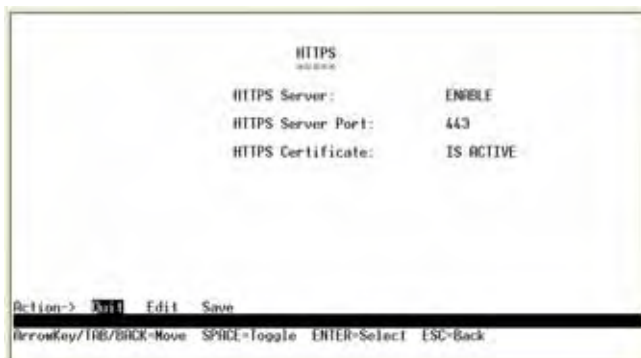 HTTPS
=====
HTTPS Server: ENABLE
HTTPS Server Port: 443
HTTPS Certificate: IS ACTIVE
Action-> Quit Edit Save
ArrowKey/TAB/BACK=Move SPACE=Toggle ENTER=Select ESC=Back